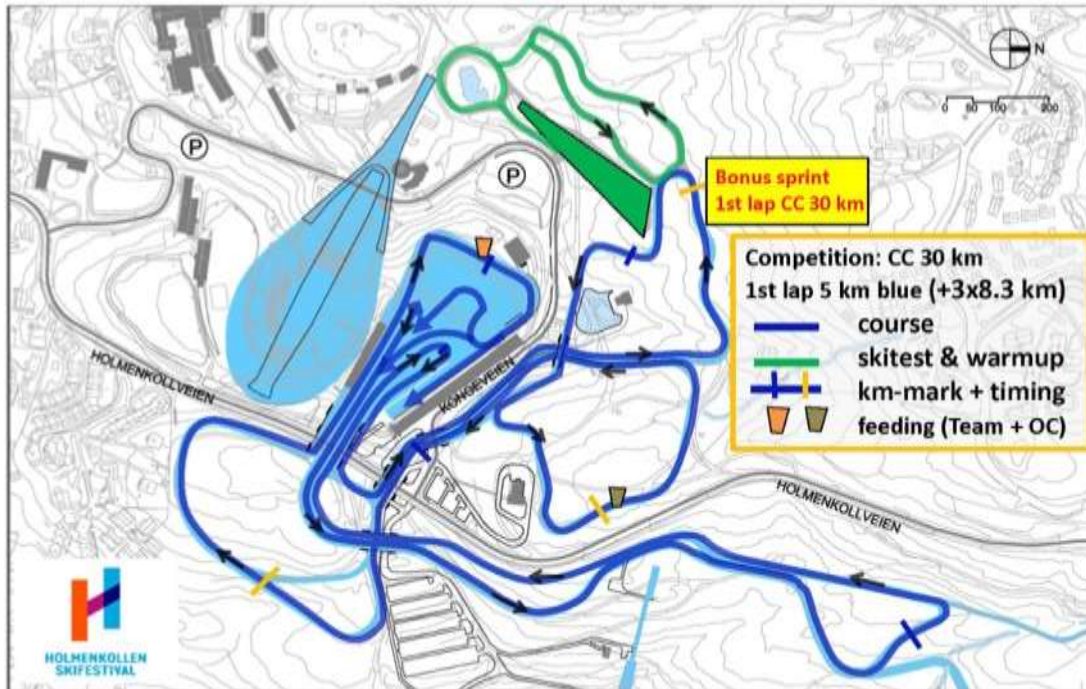 N
0 50 100 200
P
P
Bonus sprint
1st lap CC 30 km
Competition: CC 30 km
1st lap 5 km blue (+3x8.3 km)
course
skitest & warmup
km-mark + timing
feeding (Team + OC)
HOLMENKOLLVEIEN
KONGEVEIEN
HOLMENKOLLVEIEN
HOLMENKOLLEN
SKIFESTIVAL